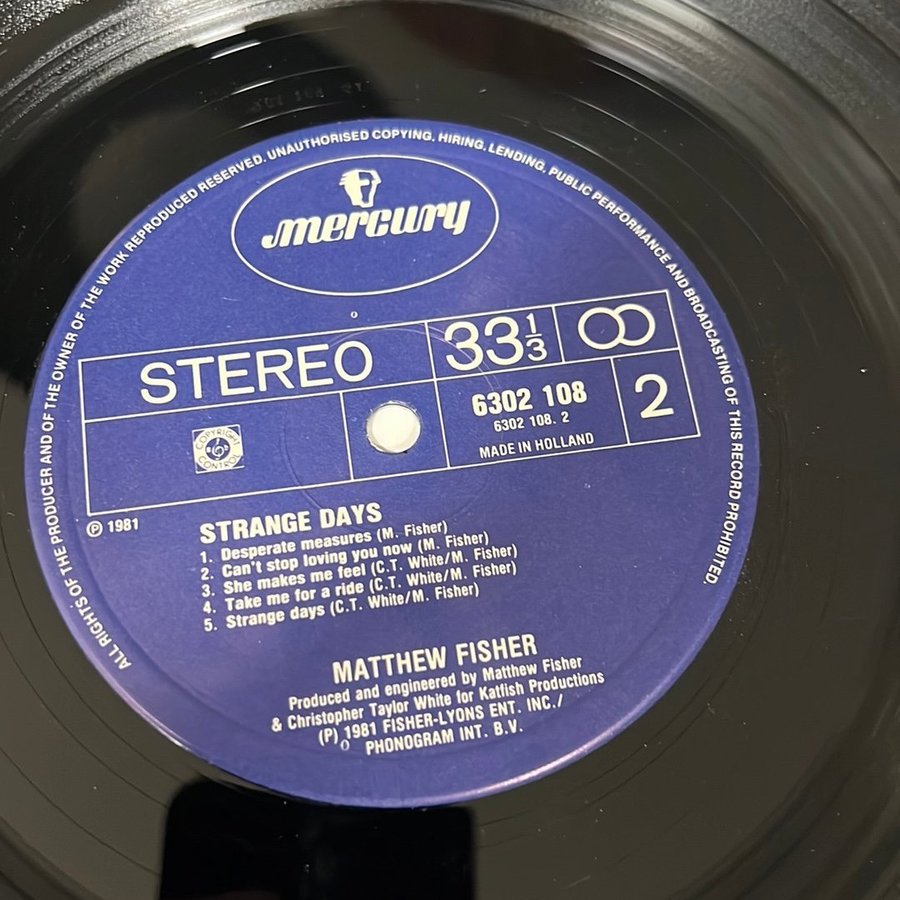 ALL RIGHTS OF THE PRODUCER AND OF THE OWNER OF THE WORK REPRODUCED RESERVED. UNAUTHORISED COPYING, HIRING, LENDING, PUBLIC PERFORMANCE AND BROADCASTING OF THIS RECORD PROHIBITED.
mercury
STEREO
33 1/3
COPYRIGHT
CONTROL
6302 108
6302 108. 2
MADE IN HOLLAND
2
℗ 1981
STRANGE DAYS
1. Desperate measures (M. Fisher)
2. Can't stop loving you now (M. Fisher)
3. She makes me feel (C.T. White/M. Fisher)
4. Take me for a ride (C.T. White/M. Fisher)
5. Strange days (C.T. White/M. Fisher)
MATTHEW FISHER
Produced and engineered by Matthew Fisher
& Christopher Taylor White for Katfish Productions
(P) 1981 FISHER-LYONS ENT. INC./
PHONOGRAM INT. B.V.